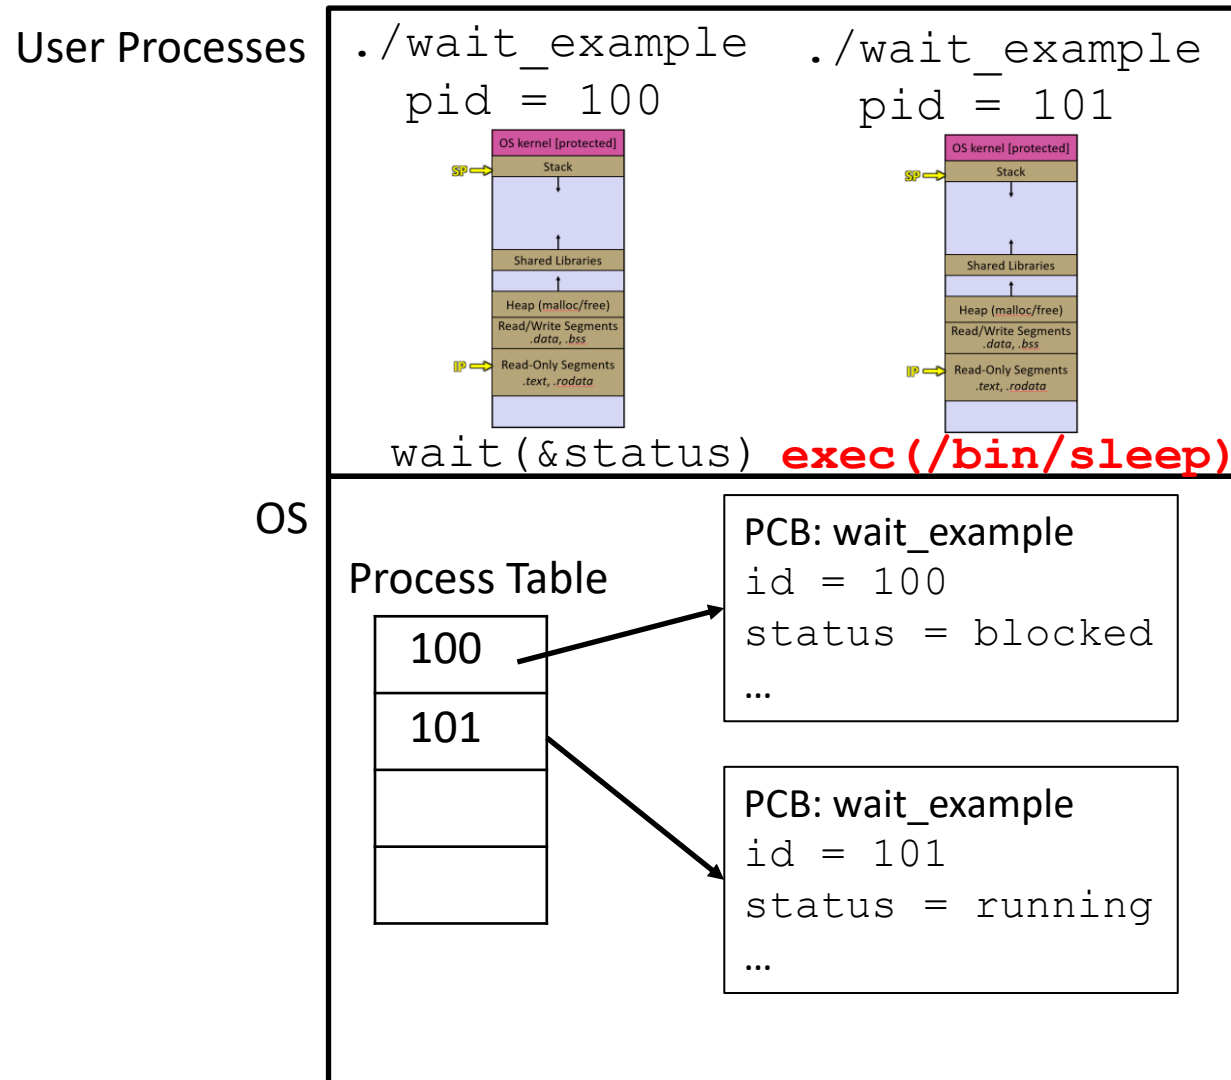 User Processes
./wait_example
pid = 100
OS kernel [protected]
SP
Stack
Shared Libraries
Heap (malloc/free)
Read/Write Segments
.data, .bss
IP
Read-Only Segments
.text, .rodata
wait(&status)
./wait_example
pid = 101
OS kernel [protected]
SP
Stack
Shared Libraries
Heap (malloc/free)
Read/Write Segments
.data, .bss
IP
Read-Only Segments
.text, .rodata
exec(/bin/sleep)
OS
Process Table
100
101
PCB: wait_example
id = 100
status = blocked
…
PCB: wait_example
id = 101
status = running
…